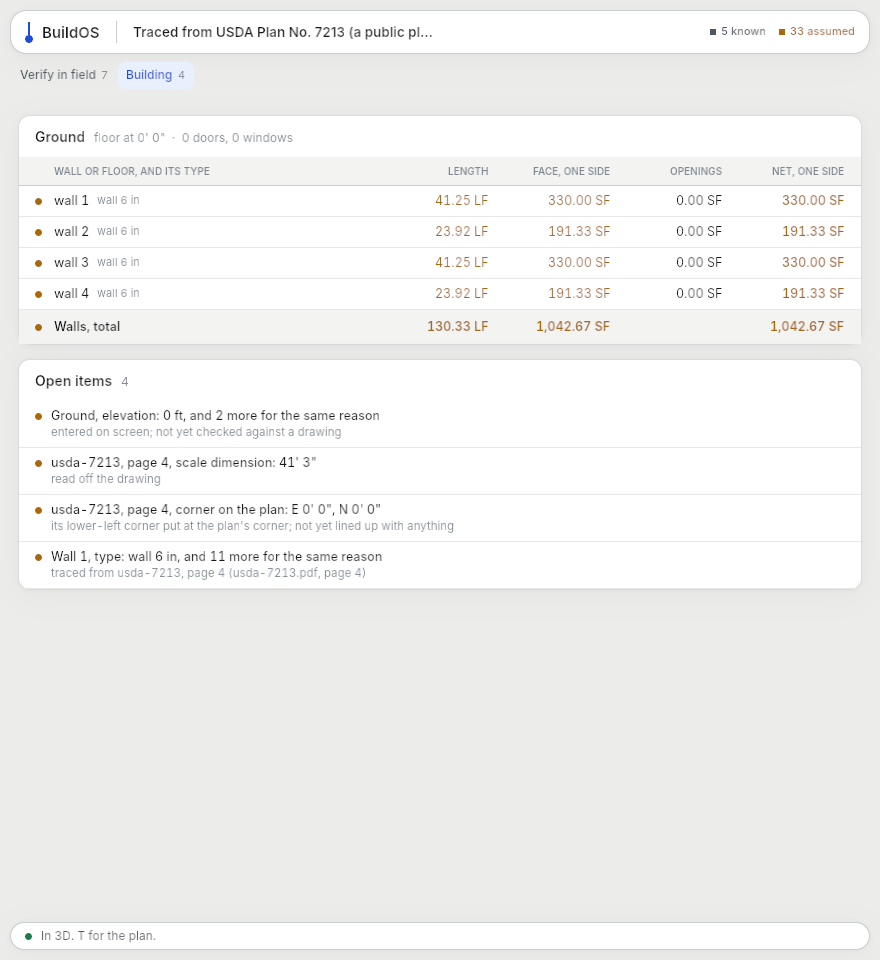 BuildOS
Traced from USDA Plan No. 7213 (a public pl...
5 known
33 assumed
Verify in field 7
Building 4
Ground floor at 0' 0" · 0 doors, 0 windows
WALL OR FLOOR, AND ITS TYPE LENGTH FACE, ONE SIDE OPENINGS NET, ONE SIDE
wall 1 wall 6 in 41.25 LF 330.00 SF 0.00 SF 330.00 SF
wall 2 wall 6 in 23.92 LF 191.33 SF 0.00 SF 191.33 SF
wall 3 wall 6 in 41.25 LF 330.00 SF 0.00 SF 330.00 SF
wall 4 wall 6 in 23.92 LF 191.33 SF 0.00 SF 191.33 SF
Walls, total 130.33 LF 1,042.67 SF 1,042.67 SF
Open items 4
Ground, elevation: 0 ft, and 2 more for the same reason
entered on screen; not yet checked against a drawing
usda-7213, page 4, scale dimension: 41' 3"
read off the drawing
usda-7213, page 4, corner on the plan: E 0' 0", N 0' 0"
its lower-left corner put at the plan's corner; not yet lined up with anything
Wall 1, type: wall 6 in, and 11 more for the same reason
traced from usda-7213, page 4 (usda-7213.pdf, page 4)
In 3D. T for the plan.